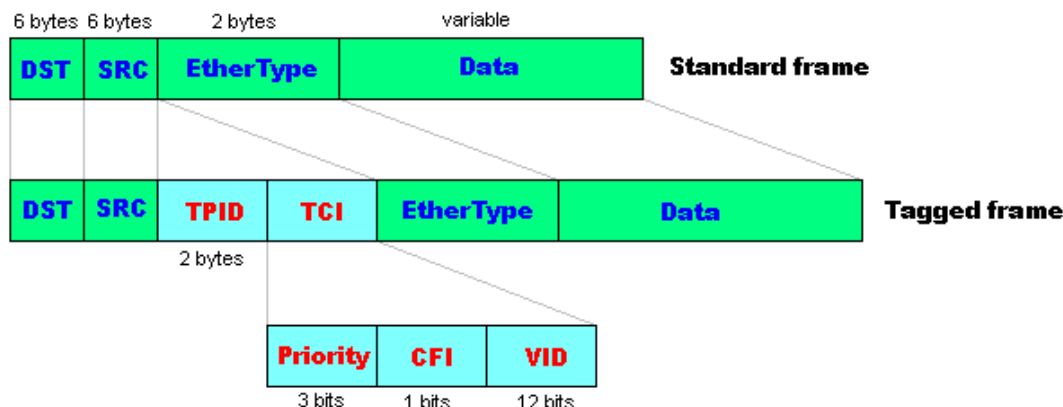 6 bytes 6 bytes 2 bytes variable
DST SRC EtherType Data Standard frame
DST SRC TPID TCI EtherType Data Tagged frame
2 bytes
Priority CFI VID
3 bits 1 bits 12 bits